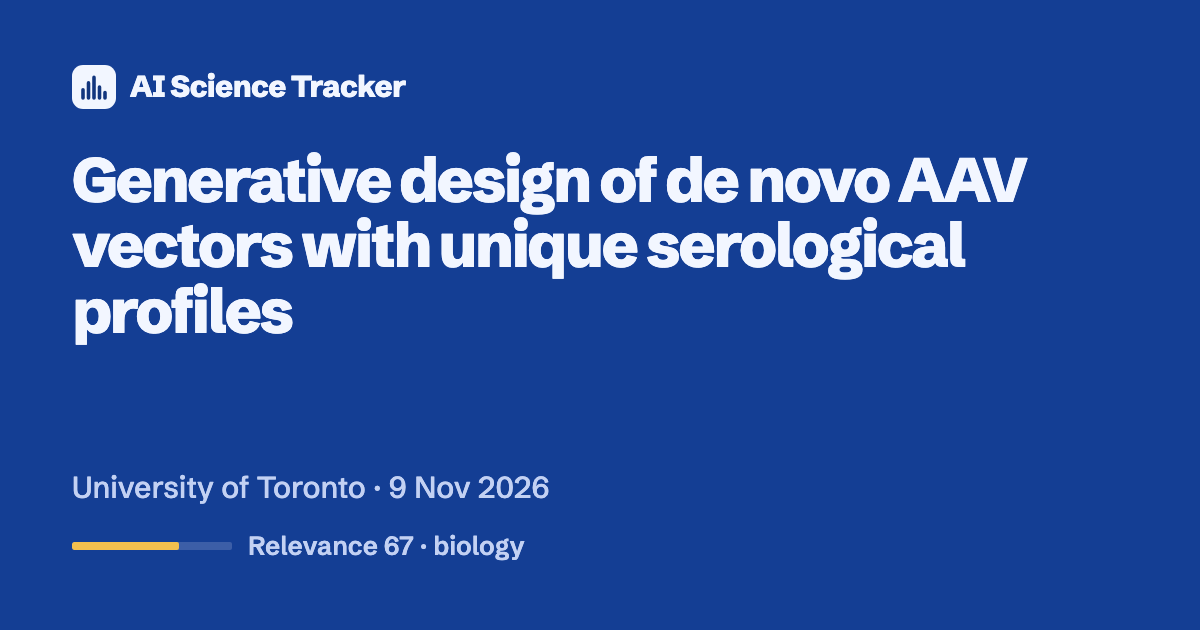 AI Science Tracker
Generative design of de novo AAV
vectors with unique serological
profiles
University of Toronto · 9 Nov 2026
Relevance 67 · biology